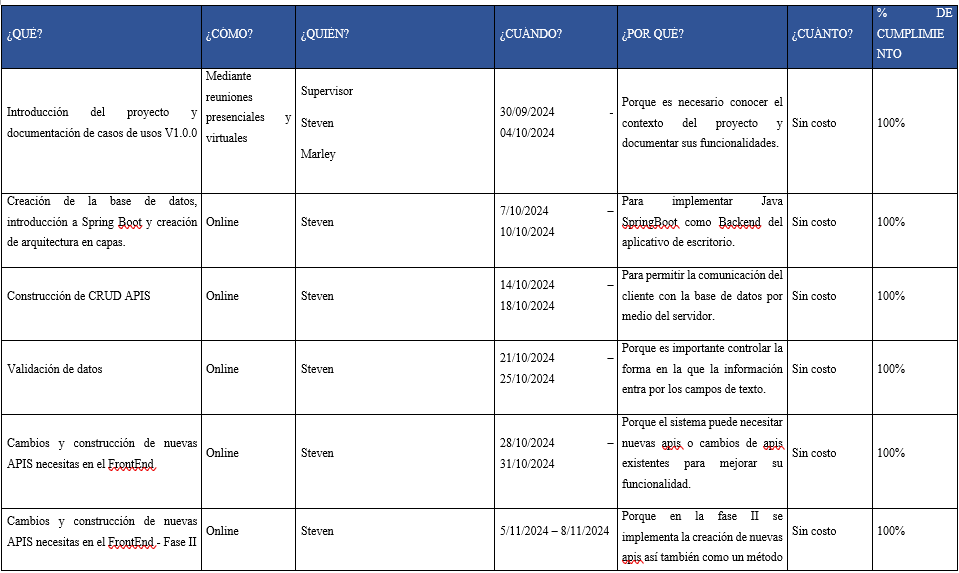 ¿QUÉ?
¿CÓMO?
¿QUIÉN?
¿CUÁNDO?
¿POR QUÉ?
¿CUÁNTO?
% DE
CUMPLIMIE
NTO
Introducción del proyecto y
documentación de casos de usos V1.0.0
Mediante
reuniones
presenciales y
virtuales
Supervisor
Steven
Marley
30/09/2024 -
04/10/2024
Porque es necesario conocer el
contexto del proyecto y
documentar sus funcionalidades.
Sin costo
100%
Creación de la base de datos,
introducción a Spring Boot y creación
de arquitectura en capas.
Online
Steven
7/10/2024 –
10/10/2024
Para implementar Java
SpringBoot como Backend del
aplicativo de escritorio.
Sin costo
100%
Construcción de CRUD APIS
Online
Steven
14/10/2024 –
18/10/2024
Para permitir la comunicación del
cliente con la base de datos por
medio del servidor.
Sin costo
100%
Validación de datos
Online
Steven
21/10/2024 –
25/10/2024
Porque es importante controlar la
forma en la que la información
entra por los campos de texto.
Sin costo
100%
Cambios y construcción de nuevas
APIS necesitas en el FrontEnd
Online
Steven
28/10/2024 –
31/10/2024
Porque el sistema puede necesitar
nuevas apis o cambios de apis
existentes para mejorar su
funcionalidad.
Sin costo
100%
Cambios y construcción de nuevas
APIS necesitas en el FrontEnd - Fase II
Online
Steven
5/11/2024 – 8/11/2024
Porque en la fase II se
implementa la creación de nuevas
apis así también como un método
Sin costo
100%